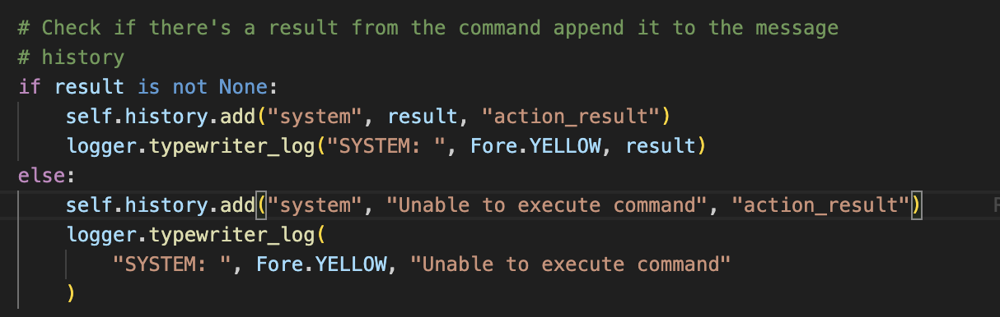 # Check if there's a result from the command append it to the message
# history
if result is not None:
    self.history.add("system", result, "action_result")
    logger.typewriter_log("SYSTEM: ", Fore.YELLOW, result)
else:
    self.history.add("system", "Unable to execute command", "action_result")
    logger.typewriter_log(
        "SYSTEM: ", Fore.YELLOW, "Unable to execute command"
    )